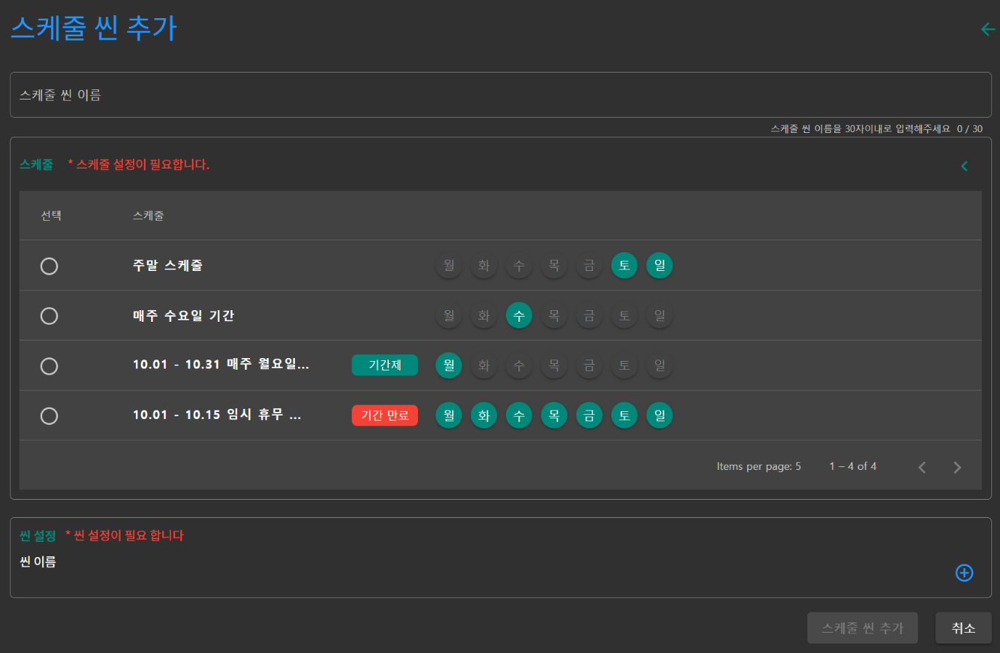 스케줄 씬 추가
스케줄 씬 이름
스케줄 씬 이름을 30자이내로 입력해주세요 0 / 30
스케줄 * 스케줄 설정이 필요합니다.
선택 스케줄
주말 스케줄 월 화 수 목 금 토 일
매주 수요일 기간 월 화 수 목 금 토 일
10.01 - 10.31 매주 월요일... 기간제 월 화 수 목 금 토 일
10.01 - 10.15 임시 휴무 ... 기간 만료 월 화 수 목 금 토 일
Items per page: 5 1 – 4 of 4
씬 설정 * 씬 설정이 필요 합니다
씬 이름
스케줄 씬 추가 취소